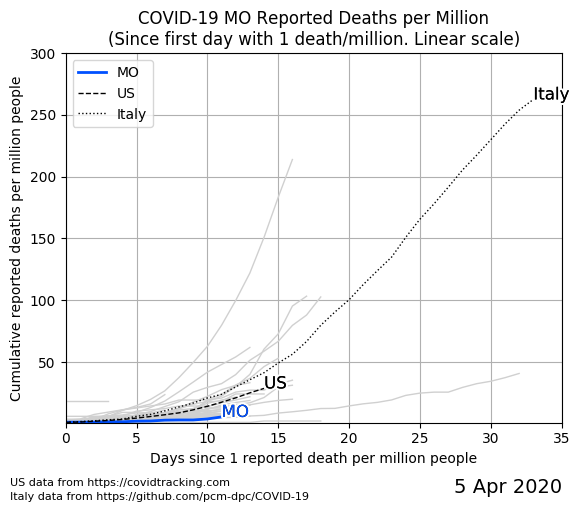 COVID-19 MO Reported Deaths per Million
(Since first day with 1 death/million. Linear scale)
Cumulative reported deaths per million people
300
250
200
150
100
50
MO
US
Italy
Italy
US
MO
0 5 10 15 20 25 30 35
Days since 1 reported death per million people
US data from https://covidtracking.com
Italy data from https://github.com/pcm-dpc/COVID-19
5 Apr 2020